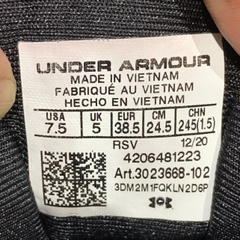 UNDER ARMOUR
MADE IN VIETNAM
FABRIQUÉ AU VIETNAM
HECHO EN VIETNAM
USA UK EUR CM CHN
7.5 5 38.5 24.5 245(1.5)
RSV 12/20
4206481223
Art.3023668-102
3DM2M1FQKLN2D6P